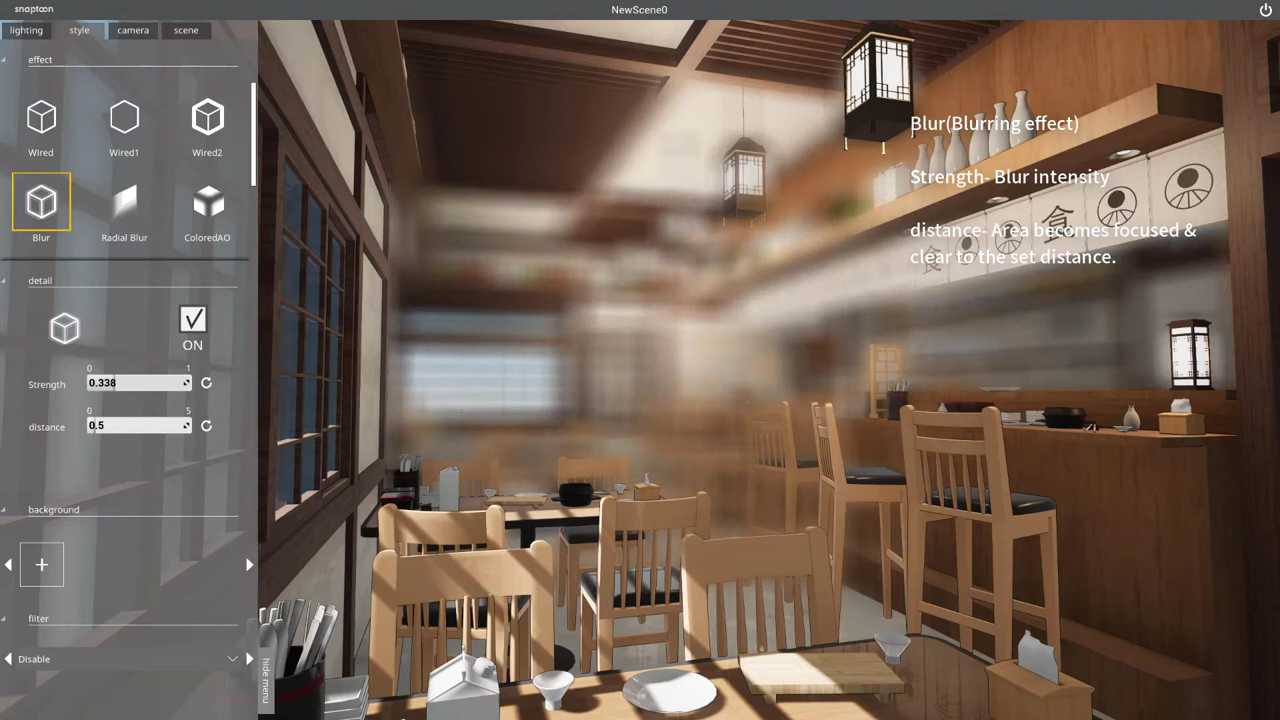 snaptoon
NewScene0
lighting
style
camera
scene
effect
Wired
Wired1
Wired2
Blur
Radial Blur
ColoredAO
detail
ON
0
1
Strength
0.338
0
5
distance
0.5
background
+
filter
Disable
hide menu
Blur(Blurring effect)
Strength- Blur intensity
distance- Area becomes focused &
clear to the set distance.
食
食